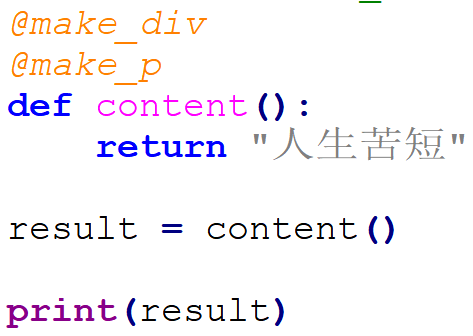 @make_div
@make_p
def content():
    return "人生苦短"
result = content()
print(result)